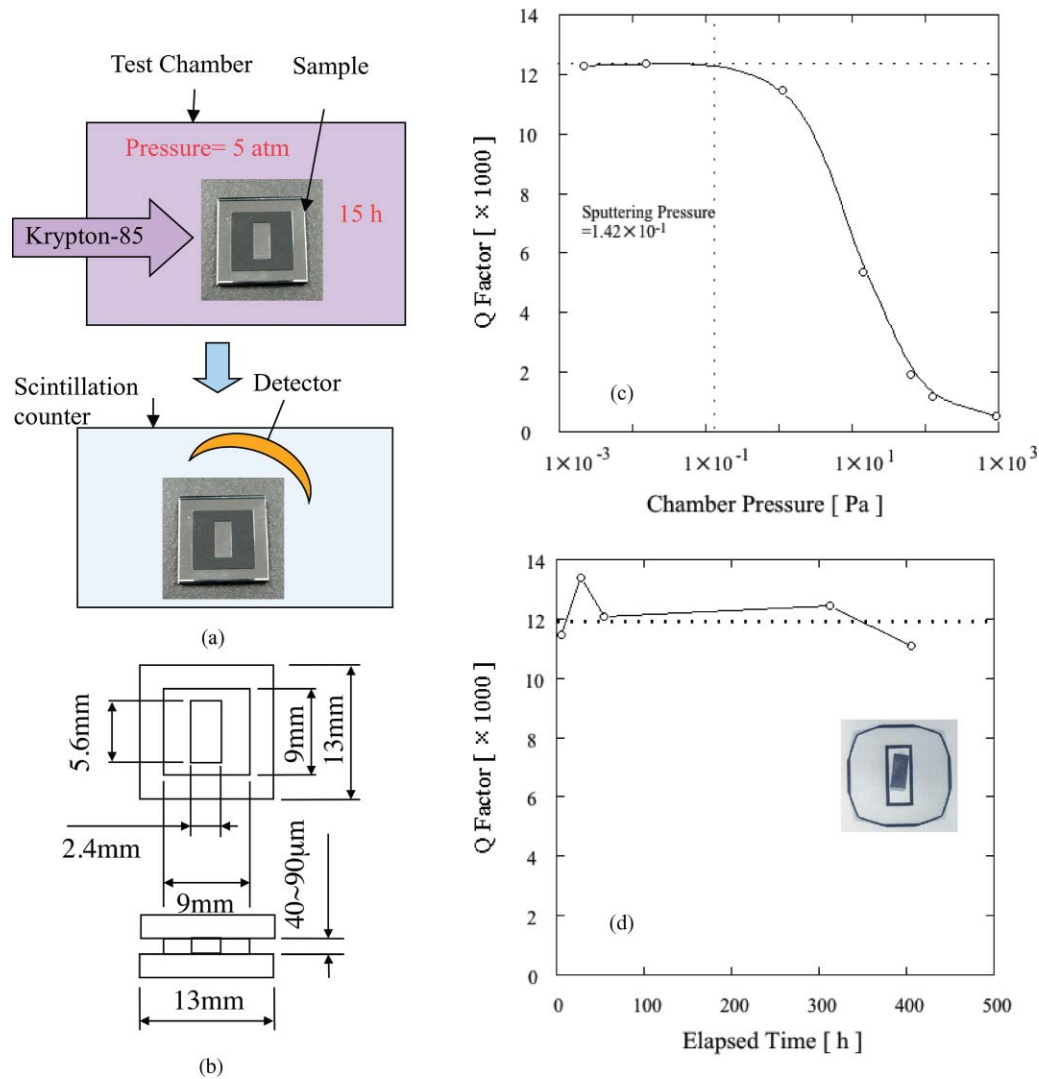 Test Chamber
Sample
Pressure= 5 atm
15 h
Krypton-85
Scintillation
counter
Detector
(a)
5.6mm
9mm
13mm
2.4mm
9mm
40~90μm
13mm
(b)
Q Factor [ ×1000 ]
14
12
10
8
6
4
2
0
Sputtering Pressure
=1.42×10⁻¹
(c)
1×10⁻³
1×10⁻¹
1×10¹
1×10³
Chamber Pressure [ Pa ]
Q Factor [ ×1000 ]
14
12
10
8
6
4
2
0
(d)
0
100
200
300
400
500
Elapsed Time [ h ]